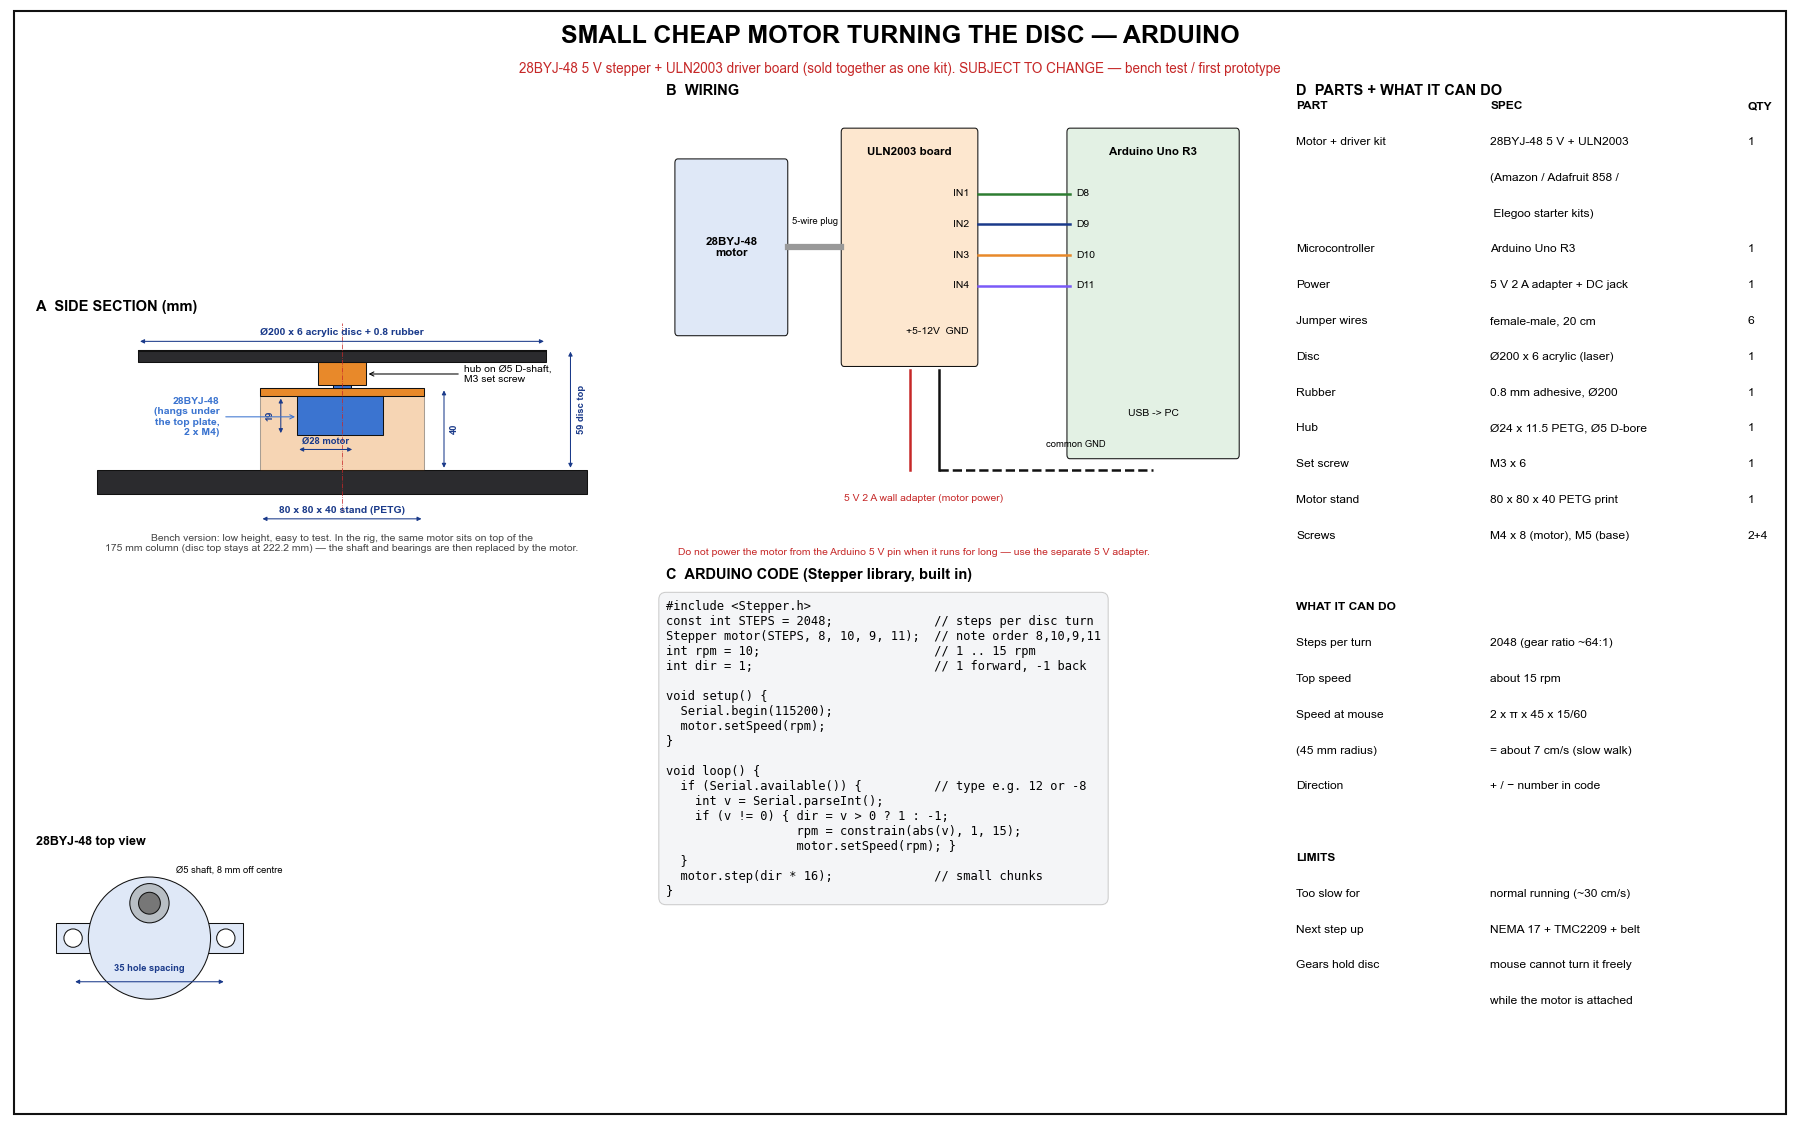 SMALL CHEAP MOTOR TURNING THE DISC — ARDUINO
28BYJ-48 5 V stepper + ULN2003 driver board (sold together as one kit). SUBJECT TO CHANGE — bench test / first prototype
A  SIDE SECTION (mm)
Ø200 x 6 acrylic disc + 0.8 rubber
hub on Ø5 D-shaft,
M3 set screw
28BYJ-48
(hangs under
the top plate,
2 x M4)
19
Ø28 motor
40
59 disc top
80 x 80 x 40 stand (PETG)
Bench version: low height, easy to test. In the rig, the same motor sits on top of the
175 mm column (disc top stays at 222.2 mm) — the shaft and bearings are then replaced by the motor.
28BYJ-48 top view
Ø5 shaft, 8 mm off centre
35 hole spacing
B  WIRING
28BYJ-48
motor
5-wire plug
ULN2003 board
IN1
IN2
IN3
IN4
+5-12V  GND
Arduino Uno R3
D8
D9
D10
D11
USB -> PC
common GND
5 V 2 A wall adapter (motor power)
Do not power the motor from the Arduino 5 V pin when it runs for long — use the separate 5 V adapter.
C  ARDUINO CODE (Stepper library, built in)
#include <Stepper.h>
const int STEPS = 2048;              // steps per disc turn
Stepper motor(STEPS, 8, 10, 9, 11);  // note order 8,10,9,11
int rpm = 10;                        // 1 .. 15 rpm
int dir = 1;                         // 1 forward, -1 back
void setup() {
  Serial.begin(115200);
  motor.setSpeed(rpm);
}
void loop() {
  if (Serial.available()) {          // type e.g. 12 or -8
    int v = Serial.parseInt();
    if (v != 0) { dir = v > 0 ? 1 : -1;
                  rpm = constrain(abs(v), 1, 15);
                  motor.setSpeed(rpm); }
  }
  motor.step(dir * 16);              // small chunks
}
D  PARTS + WHAT IT CAN DO
PART SPEC QTY
Motor + driver kit 28BYJ-48 5 V + ULN2003 1
(Amazon / Adafruit 858 /
Elegoo starter kits)
Microcontroller Arduino Uno R3 1
Power 5 V 2 A adapter + DC jack 1
Jumper wires female-male, 20 cm 6
Disc Ø200 x 6 acrylic (laser) 1
Rubber 0.8 mm adhesive, Ø200 1
Hub Ø24 x 11.5 PETG, Ø5 D-bore 1
Set screw M3 x 6 1
Motor stand 80 x 80 x 40 PETG print 1
Screws M4 x 8 (motor), M5 (base) 2+4
WHAT IT CAN DO
Steps per turn 2048 (gear ratio ~64:1)
Top speed about 15 rpm
Speed at mouse 2 x π x 45 x 15/60
(45 mm radius) = about 7 cm/s (slow walk)
Direction + / − number in code
LIMITS
Too slow for normal running (~30 cm/s)
Next step up NEMA 17 + TMC2209 + belt
Gears hold disc mouse cannot turn it freely
while the motor is attached